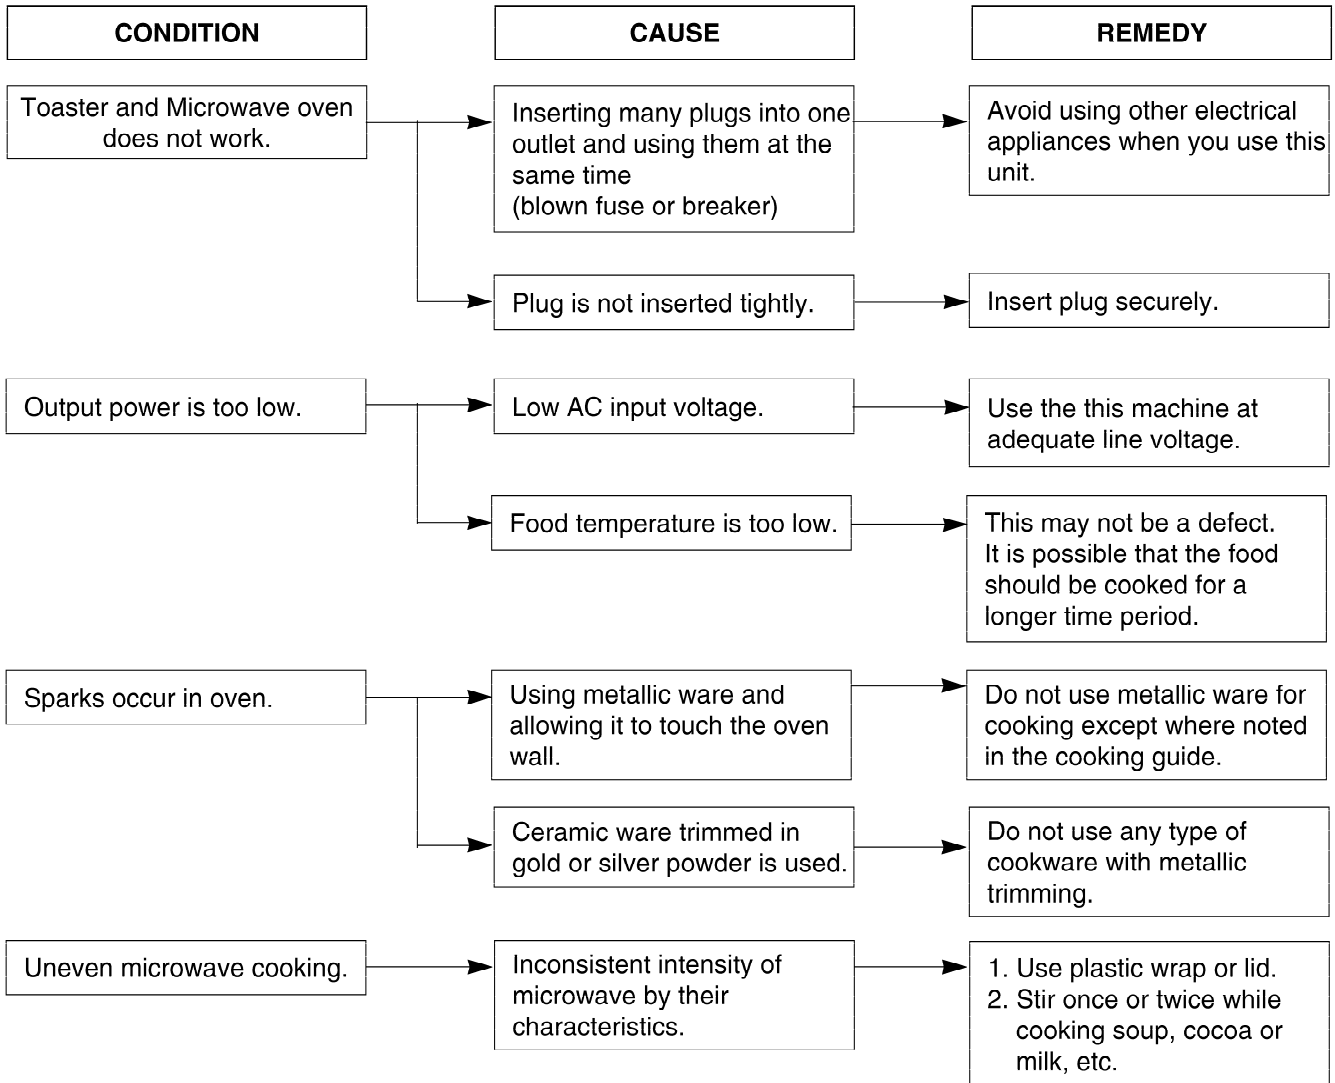 CONDITION
CAUSE
REMEDY
Toaster and Microwave oven
does not work.
Inserting many plugs into one
outlet and using them at the
same time
(blown fuse or breaker)
Avoid using other electrical
appliances when you use this
unit.
Plug is not inserted tightly.
Insert plug securely.
Output power is too low.
Low AC input voltage.
Use the this machine at
adequate line voltage.
Food temperature is too low.
This may not be a defect.
It is possible that the food
should be cooked for a
longer time period.
Sparks occur in oven.
Using metallic ware and
allowing it to touch the oven
wall.
Do not use metallic ware for
cooking except where noted
in the cooking guide.
Ceramic ware trimmed in
gold or silver powder is used.
Do not use any type of
cookware with metallic
trimming.
Uneven microwave cooking.
Inconsistent intensity of
microwave by their
characteristics.
1. Use plastic wrap or lid.
2. Stir once or twice while
cooking soup, cocoa or
milk, etc.